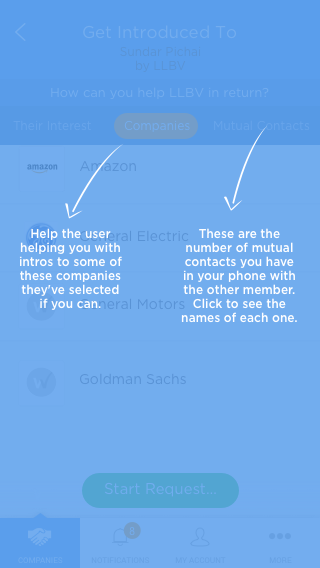 Get Introduced To
Sundar Pichai
by LLBV
How can you help LLBV in return?
Their Interest Companies Mutual Contacts
amazon Amazon
General Electric
Help the user
helping you with
intros to some of
these companies
they've selected
if you can.
These are the
number of mutual
contacts you have
in your phone with
the other member.
Click to see the
names of each one.
General Motors
Goldman Sachs
Start Request...
COMPANIES NOTIFICATIONS MY ACCOUNT MORE